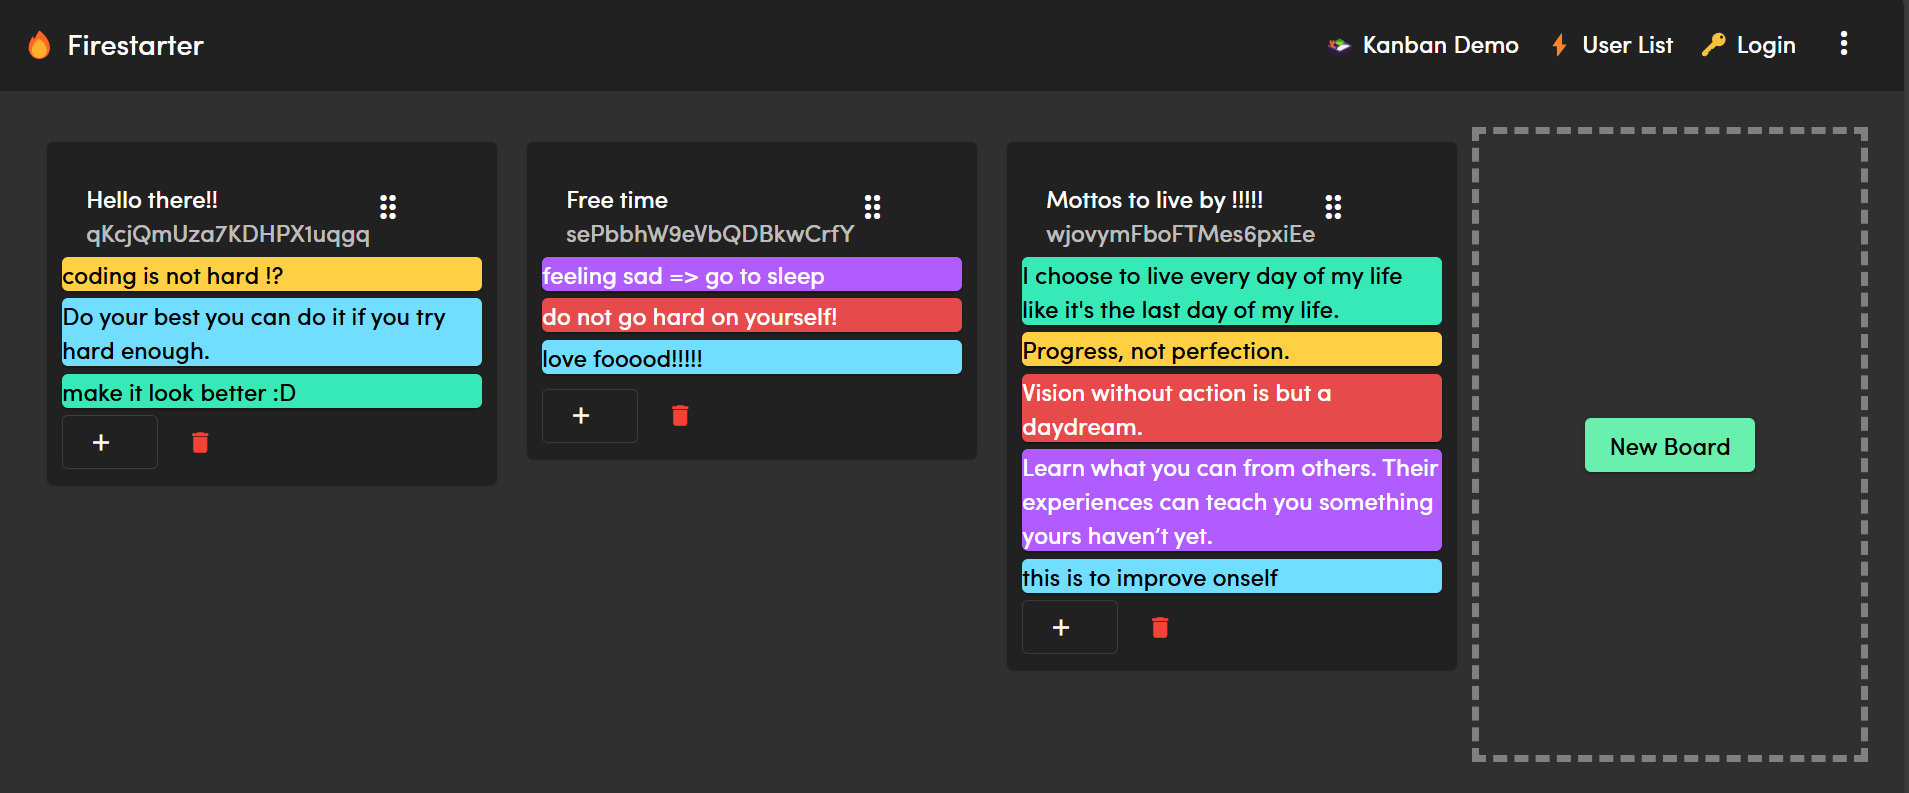 Firestarter
Kanban Demo
User List
Login
Hello there!!
qKcjQmUza7KDHPX1uqgq
coding is not hard !?
Do your best you can do it if you try
hard enough.
make it look better :D
+
Free time
sePbbhW9eVbQDBkwCrfY
feeling sad => go to sleep
do not go hard on yourself!
love fooood!!!!!
+
Mottos to live by !!!!!
wjovymFboFTMes6pxiEe
I choose to live every day of my life
like it's the last day of my life.
Progress, not perfection.
Vision without action is but a
daydream.
Learn what you can from others. Their
experiences can teach you something
yours haven’t yet.
this is to improve onself
+
New Board